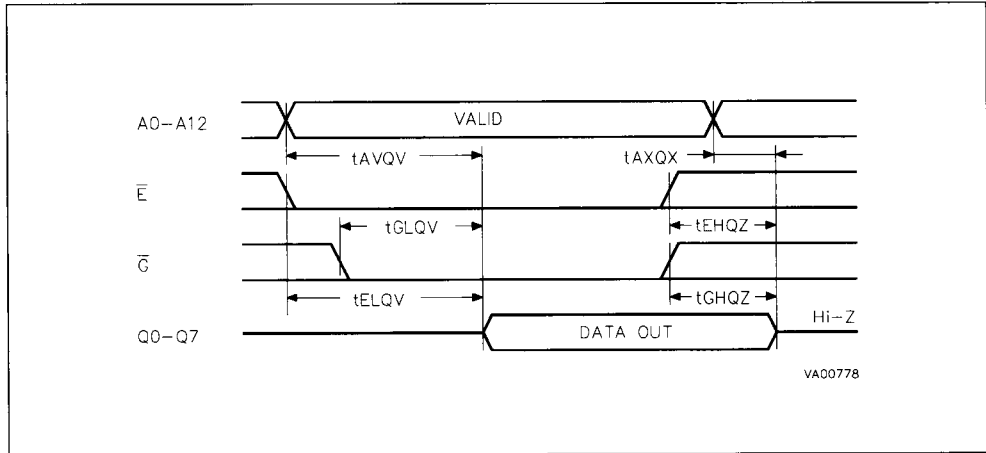 A0-A12
VALID
tAVQV
tAXQX
E̅
tGLQV
tEHQZ
G̅
tELQV
tGHQZ
Q0-Q7
DATA OUT
Hi-Z
VA00778